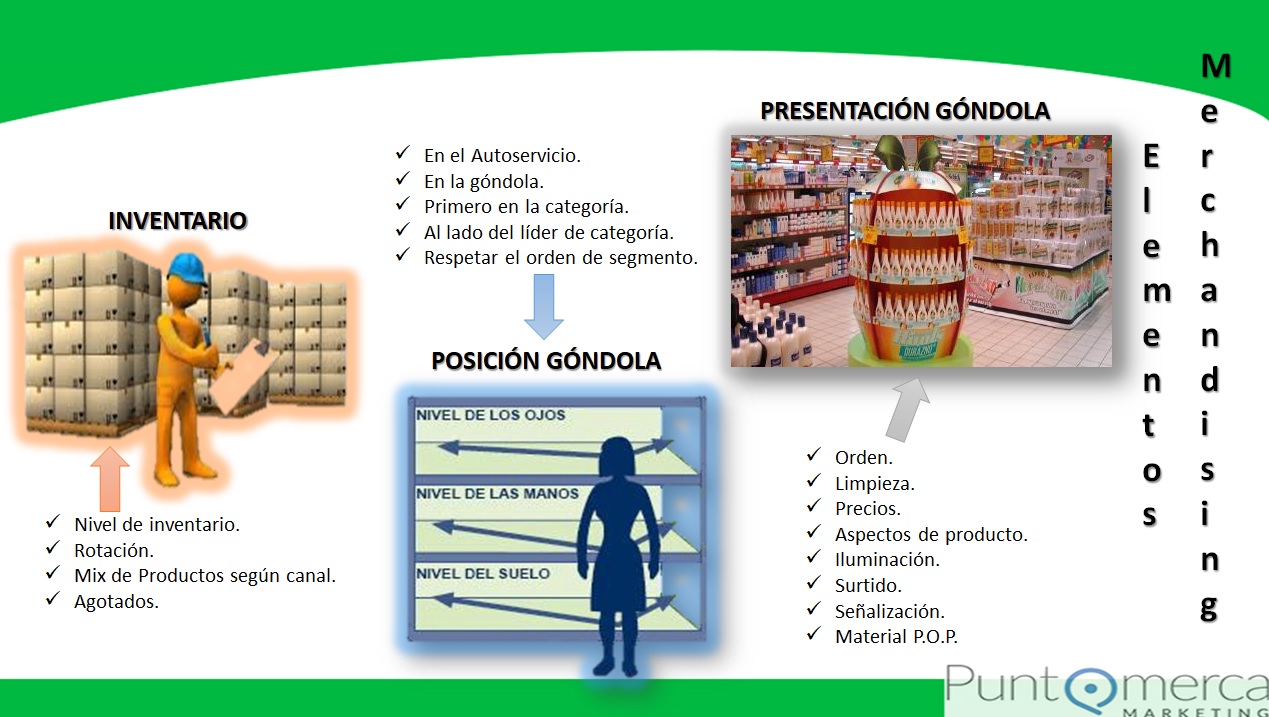 INVENTARIO
Nivel de inventario.
Rotación.
Mix de Productos según canal.
Agotados.
En el Autoservicio.
En la góndola.
Primero en la categoría.
Al lado del líder de categoría.
Respetar el orden de segmento.
POSICIÓN GÓNDOLA
NIVEL DE LOS OJOS
NIVEL DE LAS MANOS
NIVEL DEL SUELO
PRESENTACIÓN GÓNDOLA
DURAZNO
Orden.
Limpieza.
Precios.
Aspectos de producto.
Iluminación.
Surtido.
Señalización.
Material P.O.P.
Elementos
Merchandising
Puntomerca
MARKETING